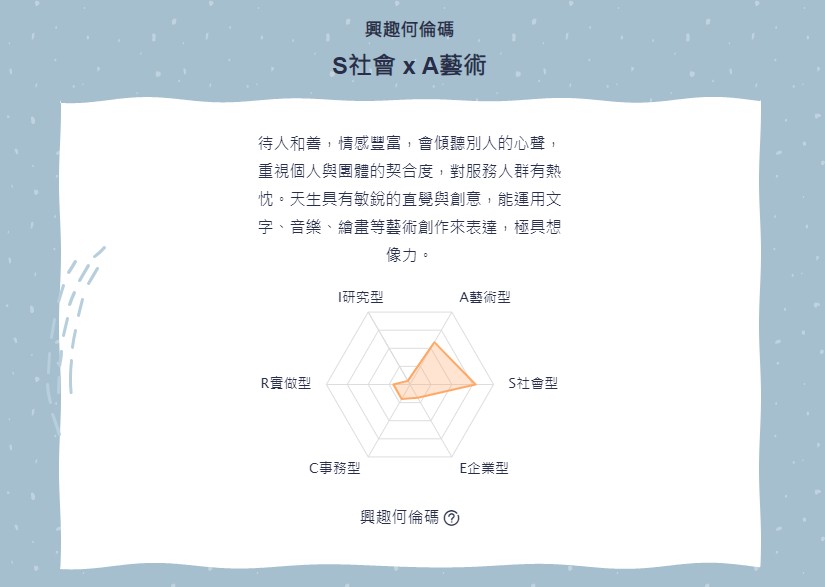 興趣何倫碼
S社會 x A藝術
待人和善，情感豐富，會傾聽別人的心聲，
重視個人與團體的契合度，對服務人群有熱
忱。天生具有敏銳的直覺與創意，能運用文
字、音樂、繪畫等藝術創作來表達，極具想
像力。
I研究型
A藝術型
R實做型
S社會型
C事務型
E企業型
興趣何倫碼 ?